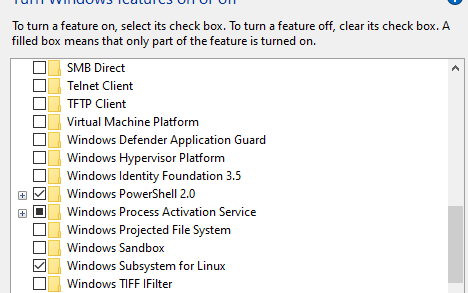 Turn Windows features on or off
To turn a feature on, select its check box. To turn a feature off, clear its check box. A
filled box means that only part of the feature is turned on.
SMB Direct
Telnet Client
TFTP Client
Virtual Machine Platform
Windows Defender Application Guard
Windows Hypervisor Platform
Windows Identity Foundation 3.5
Windows PowerShell 2.0
Windows Process Activation Service
Windows Projected File System
Windows Sandbox
Windows Subsystem for Linux
Windows TIFF IFilter